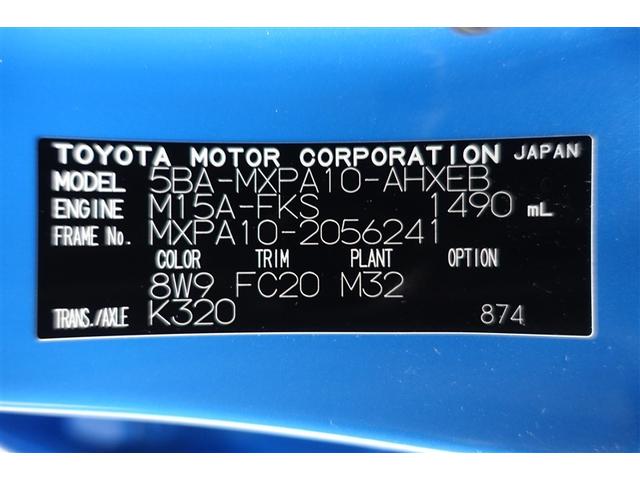 TOYOTA MOTOR CORPORATION JAPAN
MODEL 5BA-MXPA10-AHXEB
ENGINE M15A-FKS 1490 mL
FRAME No. MXPA10-2056241
COLOR TRIM PLANT OPTION
8W9 FC20 M32
TRANS./AXLE K320 874